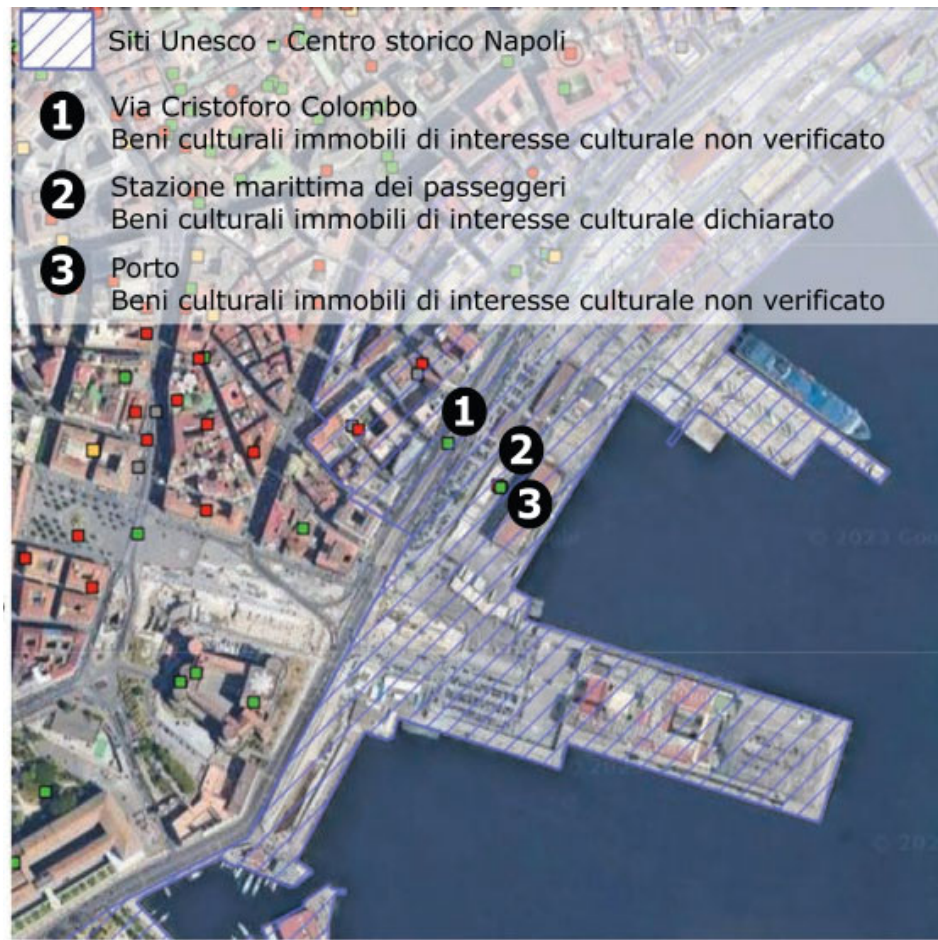 Siti Unesco - Centro storico Napoli
1 Via Cristoforo Colombo
Beni culturali immobili di interesse culturale non verificato
2 Stazione marittima dei passeggeri
Beni culturali immobili di interesse culturale dichiarato
3 Porto
Beni culturali immobili di interesse culturale non verificato
1
2
3
© 2023